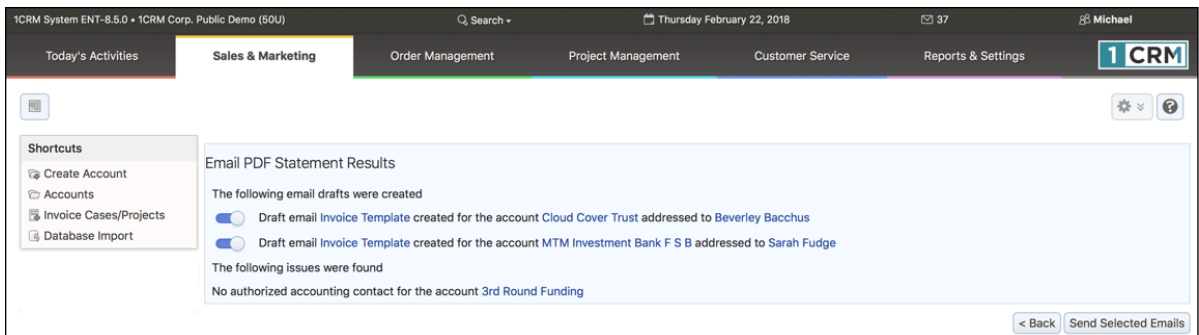 1CRM System ENT-8.5.0 • 1CRM Corp. Public Demo (50U) Search Thursday February 22, 2018 37 Michael
Today's Activities Sales & Marketing Order Management Project Management Customer Service Reports & Settings 1 CRM
Shortcuts
Create Account
Accounts
Invoice Cases/Projects
Database Import
Email PDF Statement Results
The following email drafts were created
Draft email Invoice Template created for the account Cloud Cover Trust addressed to Beverley Bacchus
Draft email Invoice Template created for the account MTM Investment Bank F S B addressed to Sarah Fudge
The following issues were found
No authorized accounting contact for the account 3rd Round Funding
< Back Send Selected Emails